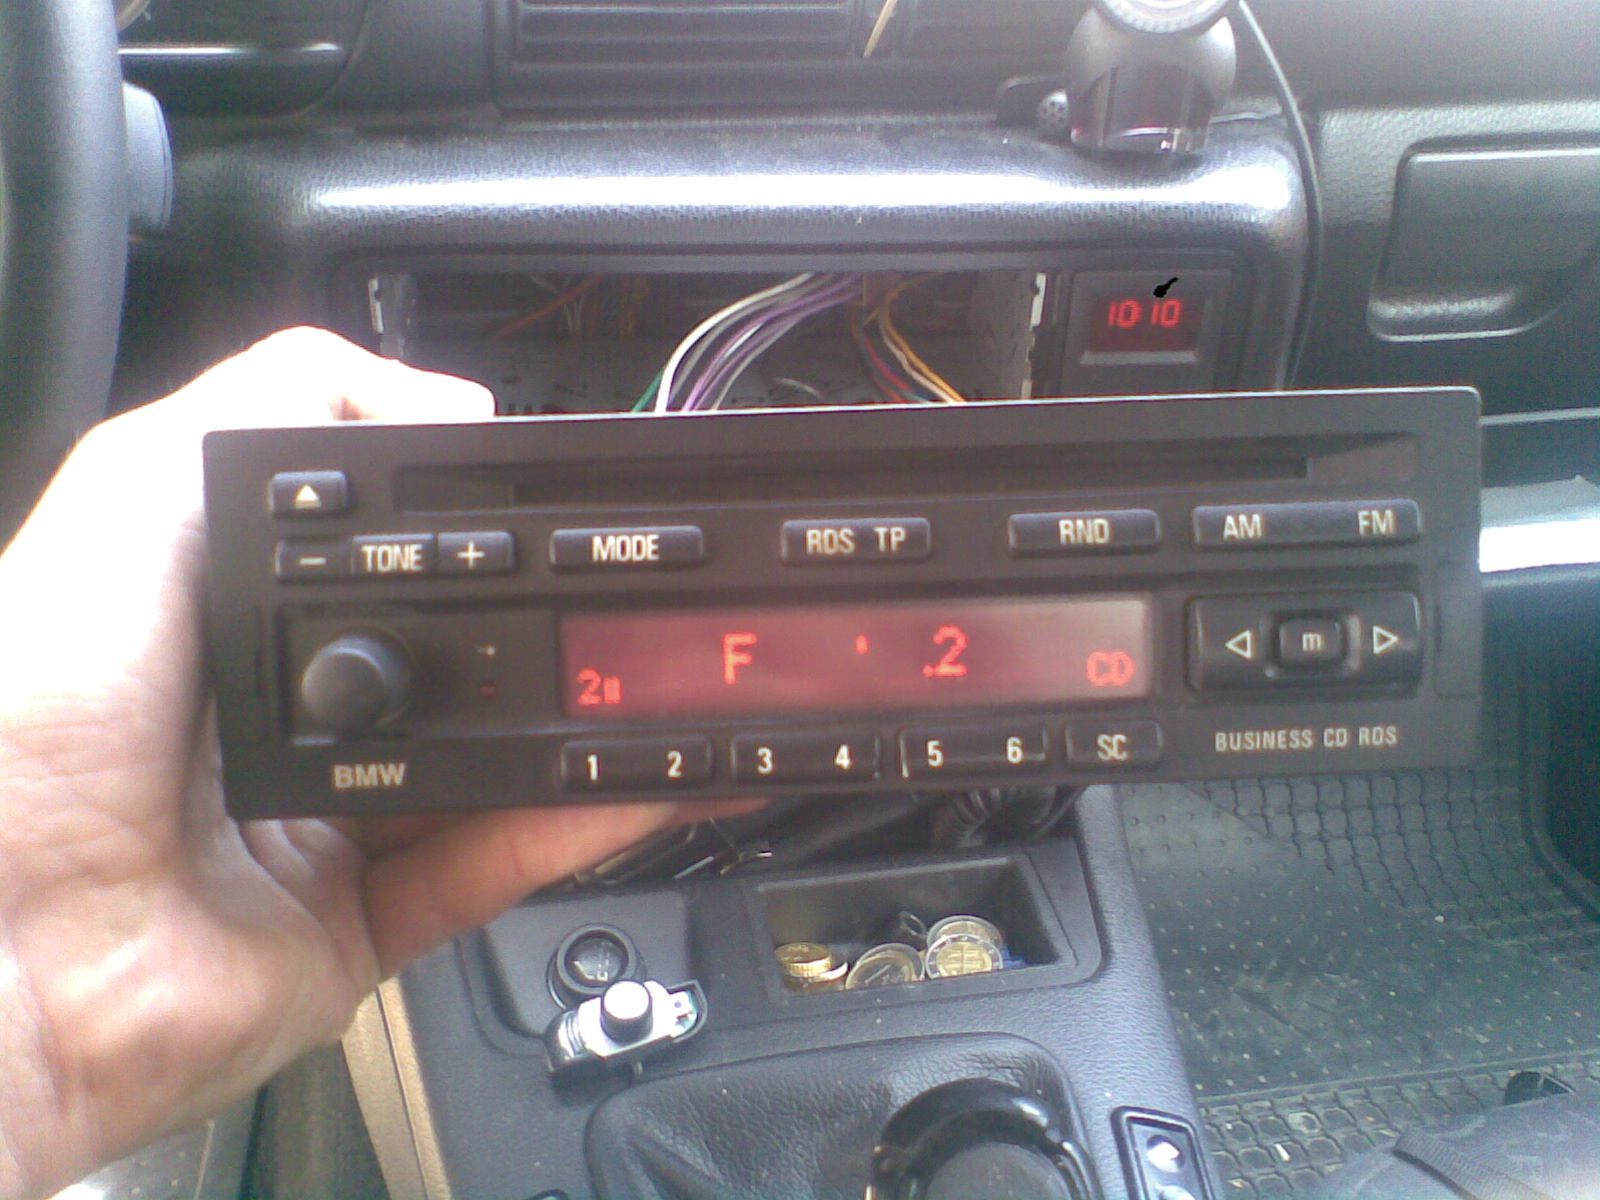 10:10
− TONE +
MODE
RDS TP
RND
AM FM
F ' .2
2II
CD
m
1 2 3 4 5 6 SC
BMW
BUSINESS CD RDS